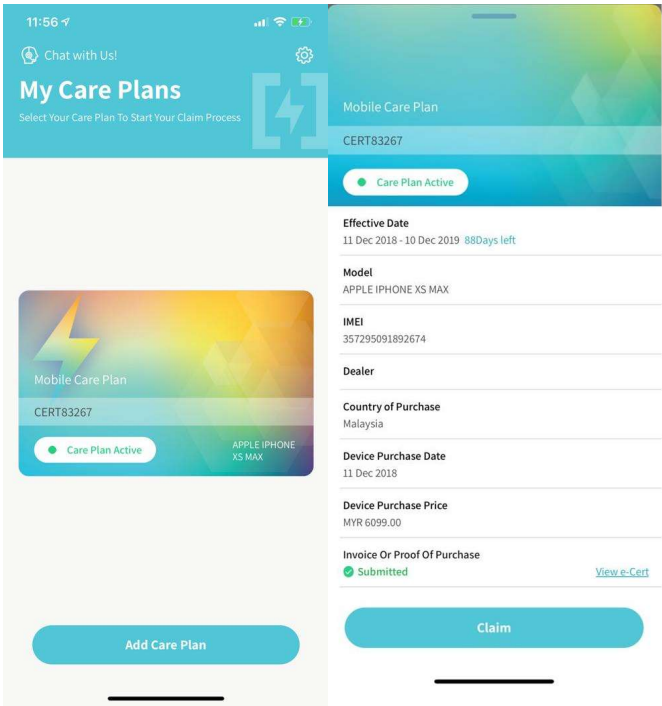 11:56
Chat with Us!
My Care Plans
Select Your Care Plan To Start Your Claim Process
Mobile Care Plan
CERT83267
Care Plan Active
APPLE IPHONE
XS MAX
Add Care Plan
Mobile Care Plan
CERT83267
Care Plan Active
Effective Date
11 Dec 2018 - 10 Dec 2019 88Days left
Model
APPLE IPHONE XS MAX
IMEI
357295091892674
Dealer
Country of Purchase
Malaysia
Device Purchase Date
11 Dec 2018
Device Purchase Price
MYR 6099.00
Invoice Or Proof Of Purchase
Submitted View e-Cert
Claim